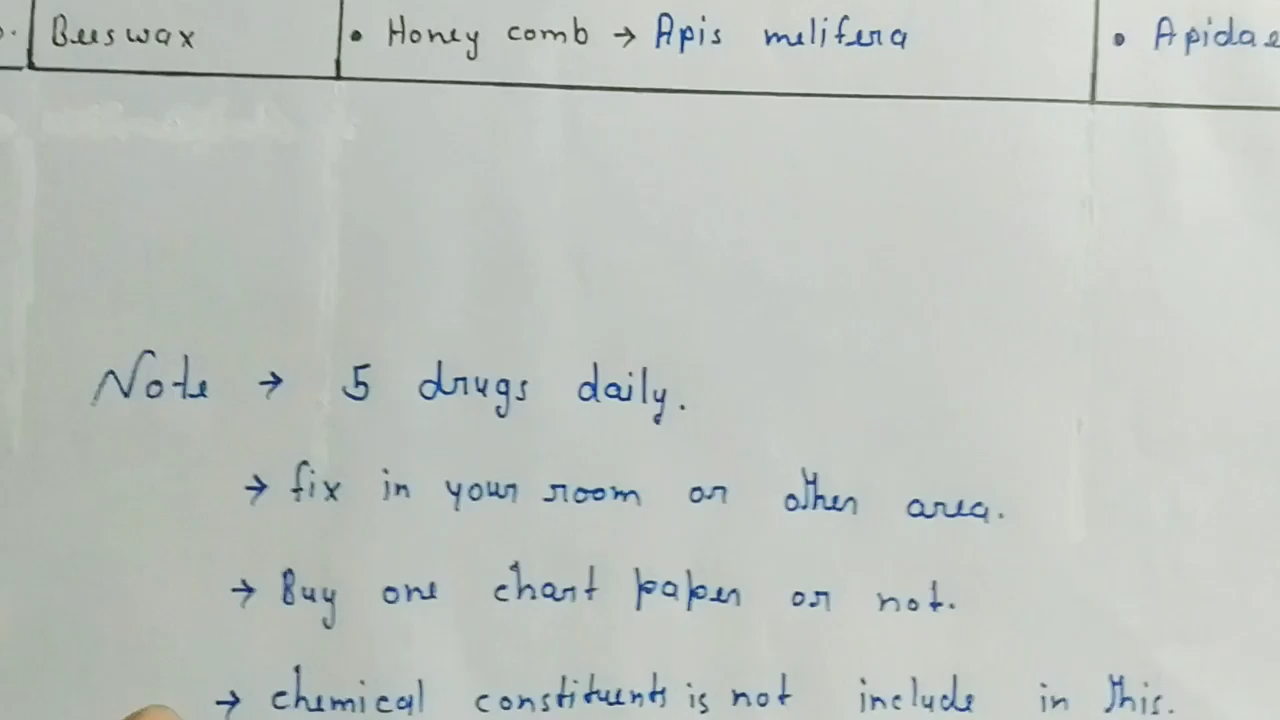 Beeswax • Honey comb → Apis melifera • Apidae
Note → 5 drugs daily.
→ fix in your room or other area.
→ Buy one chart paper or not.
→ chemical constituents is not include in this.